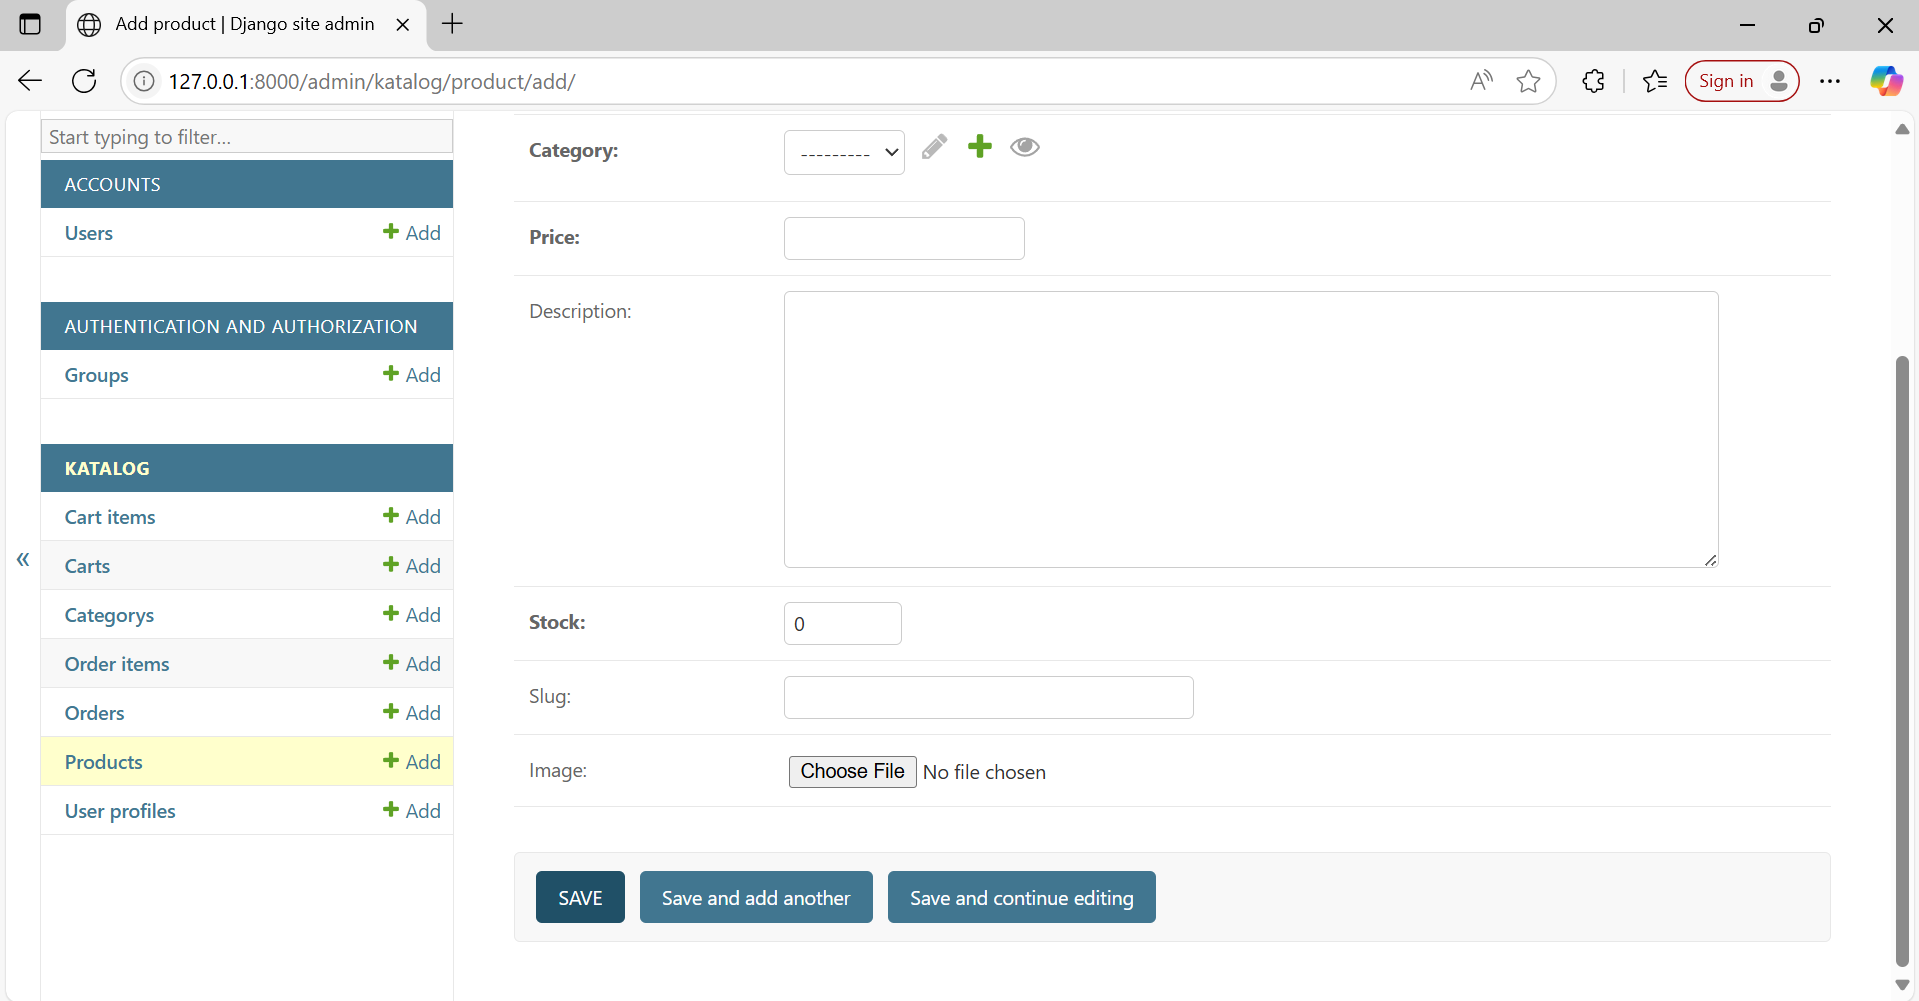 Add product | Django site admin
127.0.0.1:8000/admin/katalog/product/add/
Sign in
Start typing to filter...
ACCOUNTS
Users
Add
AUTHENTICATION AND AUTHORIZATION
Groups
Add
KATALOG
Cart items
Add
Carts
Add
Categorys
Add
Order items
Add
Orders
Add
Products
Add
User profiles
Add
Category:
---------
Price:
Description:
Stock:
0
Slug:
Image:
Choose File No file chosen
SAVE
Save and add another
Save and continue editing